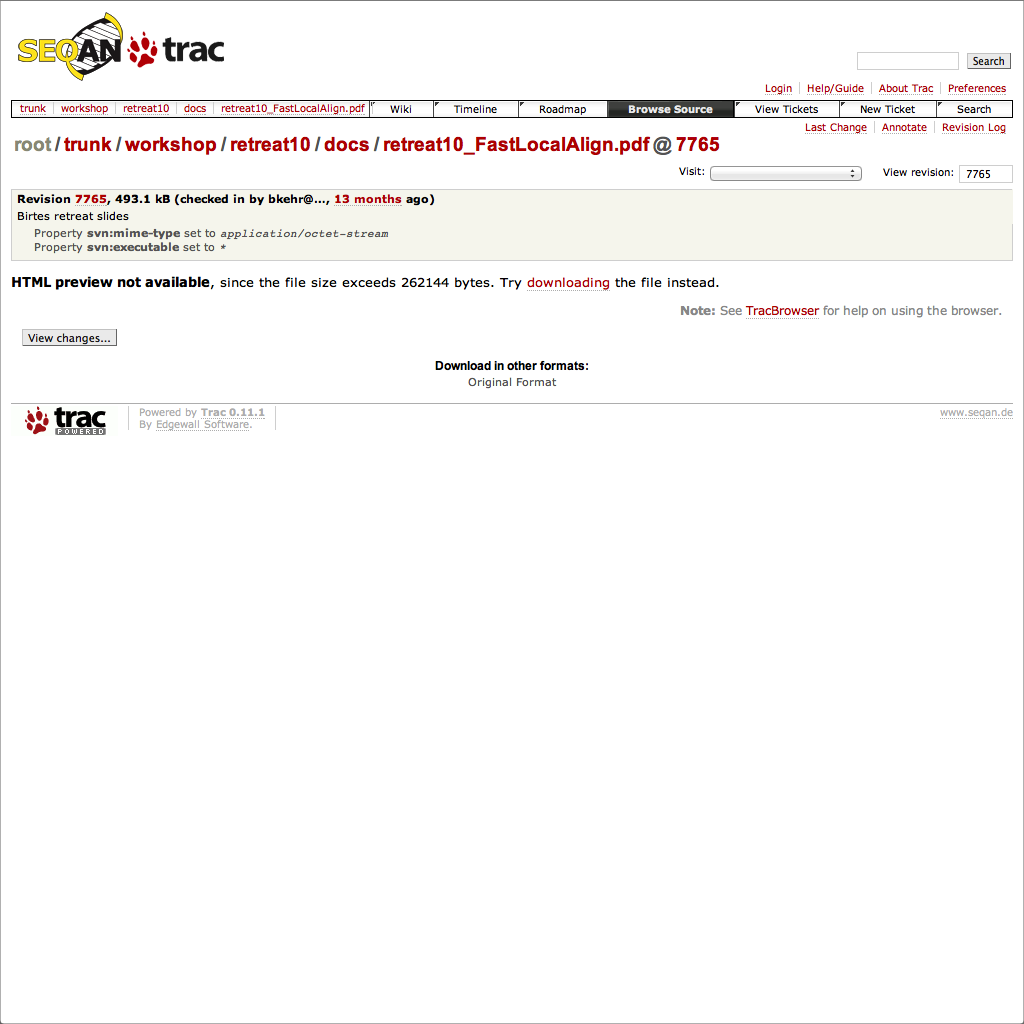 SEQAN trac
Search
Login Help/Guide About Trac Preferences
trunk workshop retreat10 docs retreat10_FastLocalAlign.pdf Wiki Timeline Roadmap Browse Source View Tickets New Ticket Search
Last Change Annotate Revision Log
root / trunk / workshop / retreat10 / docs / retreat10_FastLocalAlign.pdf @ 7765
Visit: View revision: 7765
Revision 7765, 493.1 kB (checked in by bkehr@…, 13 months ago)
Birtes retreat slides
Property svn:mime-type set to application/octet-stream
Property svn:executable set to *
HTML preview not available, since the file size exceeds 262144 bytes. Try downloading the file instead.
Note: See TracBrowser for help on using the browser.
View changes...
Download in other formats:
Original Format
trac POWERED
Powered by Trac 0.11.1
By Edgewall Software.
www.seqan.de